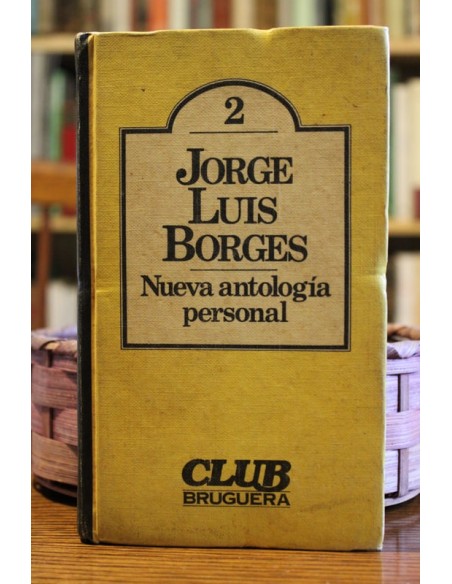 2
JORGE
LUIS
BORGES
Nueva antología
personal
CLUB
BRUGUERA